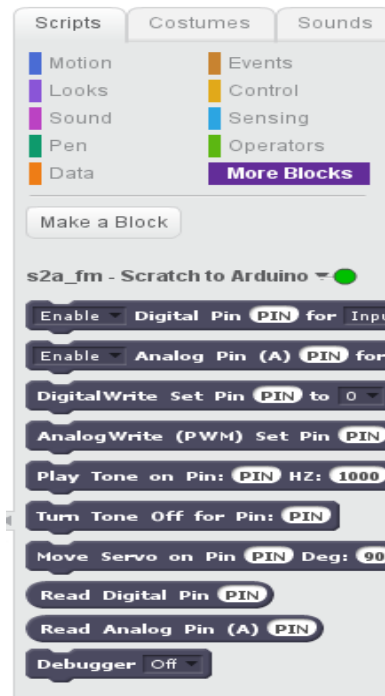 Scripts Costumes Sounds
Motion Events
Looks Control
Sound Sensing
Pen Operators
Data More Blocks
Make a Block
s2a_fm - Scratch to Arduino
Enable Digital Pin PIN for Inpu
Enable Analog Pin (A) PIN for
DigitalWrite Set Pin PIN to 0
AnalogWrite (PWM) Set Pin PIN
Play Tone on Pin: PIN HZ: 1000
Turn Tone Off for Pin: PIN
Move Servo on Pin PIN Deg: 90
Read Digital Pin PIN
Read Analog Pin (A) PIN
Debugger Off